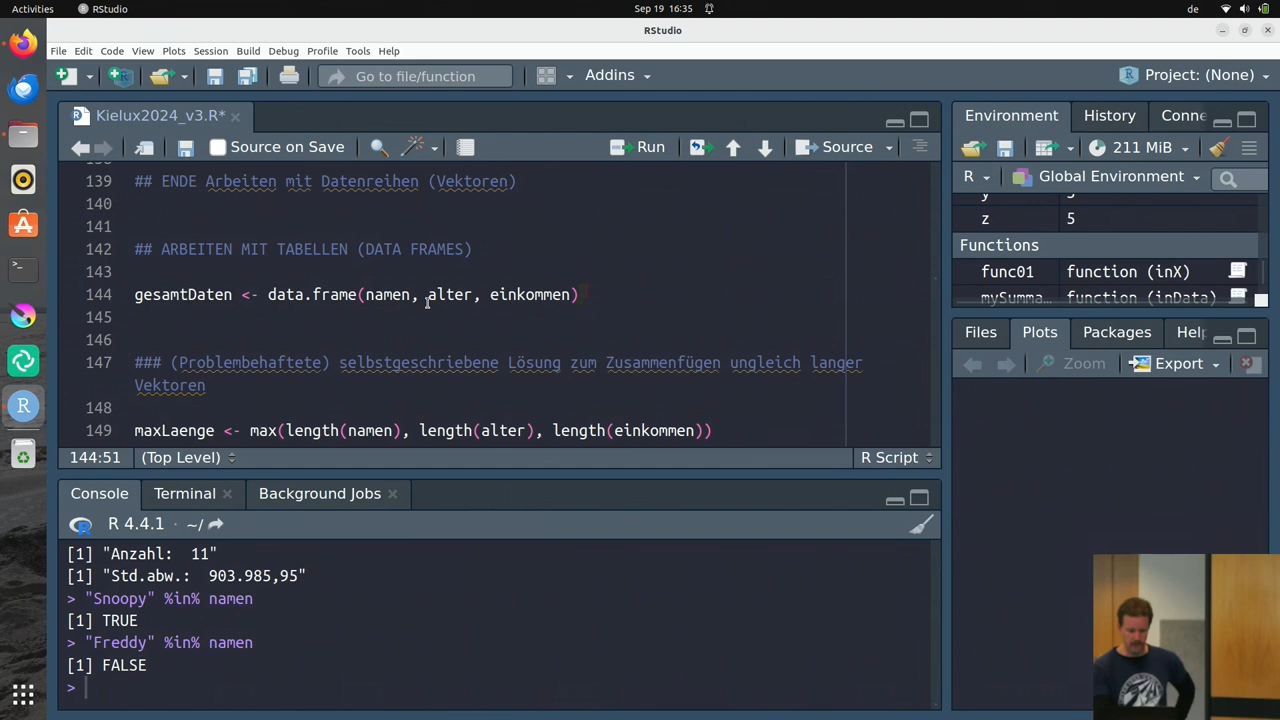 Activities
RStudio
Sep 19 16:35
de
RStudio
File Edit Code View Plots Session Build Debug Profile Tools Help
Go to file/function
Addins
Project: (None)
Kielux2024_v3.R*
Source on Save
Run
Source
139 ## ENDE Arbeiten mit Datenreihen (Vektoren)
140
141
142 ## ARBEITEN MIT TABELLEN (DATA FRAMES)
143
144 gesamtDaten <- data.frame(namen, alter, einkommen)
145
146
147 ### (Problembehaftete) selbstgeschriebene Lösung zum Zusammenfügen ungleich langer
Vektoren
148
149 maxLaenge <- max(length(namen), length(alter), length(einkommen))
144:51 (Top Level)
R Script
Console Terminal Background Jobs
R 4.4.1 · ~/
[1] "Anzahl:  11"
[1] "Std.abw.:  903.985,95"
> "Snoopy" %in% namen
[1] TRUE
> "Freddy" %in% namen
[1] FALSE
>
Environment History Conne
211 MiB
R Global Environment
z 5
Functions
func01 function (inX)
mySumma... function (inData)
Files Plots Packages Help
Zoom Export